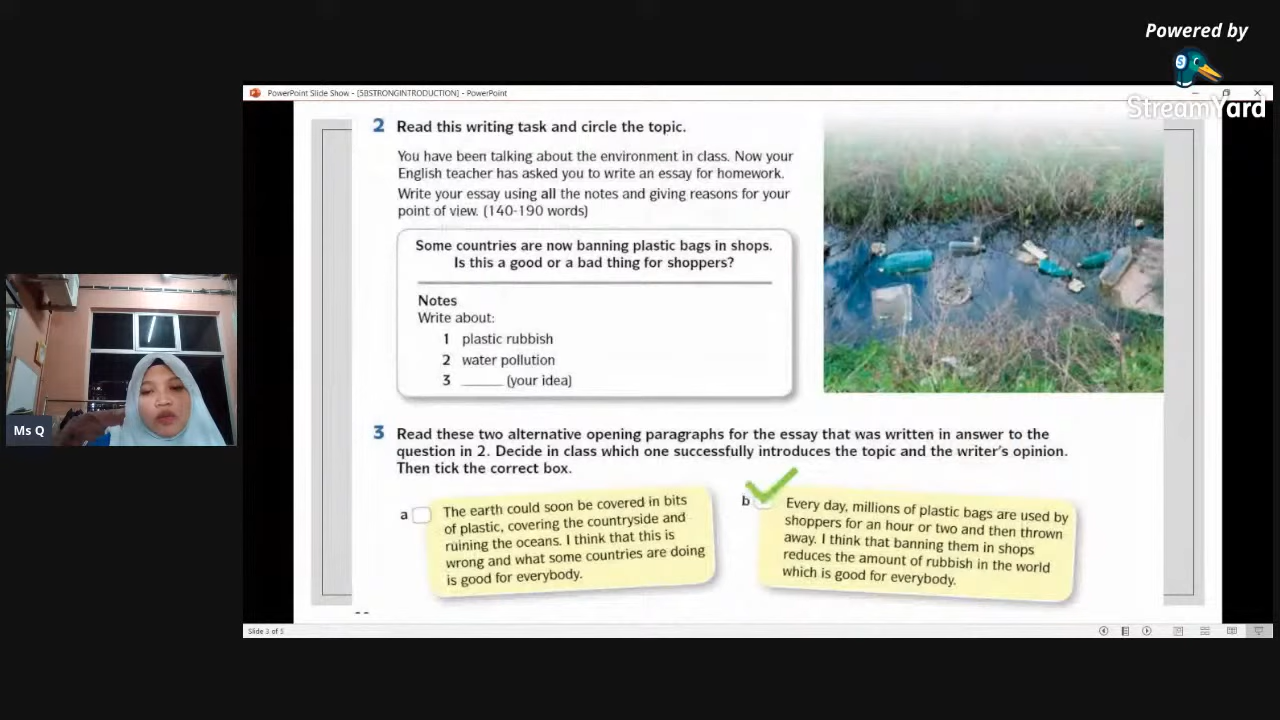 Powered by
StreamYard
PowerPoint Slide Show - [5BSTRONGINTRODUCTION] - PowerPoint
2 Read this writing task and circle the topic.
You have been talking about the environment in class. Now your
English teacher has asked you to write an essay for homework.
Write your essay using all the notes and giving reasons for your
point of view. (140-190 words)
Some countries are now banning plastic bags in shops.
Is this a good or a bad thing for shoppers?
Notes
Write about:
1 plastic rubbish
2 water pollution
3 _____ (your idea)
Ms Q
3 Read these two alternative opening paragraphs for the essay that was written in answer to the
question in 2. Decide in class which one successfully introduces the topic and the writer's opinion.
Then tick the correct box.
a
The earth could soon be covered in bits
of plastic, covering the countryside and
ruining the oceans. I think that this is
wrong and what some countries are doing
is good for everybody.
b
Every day, millions of plastic bags are used by
shoppers for an hour or two and then thrown
away. I think that banning them in shops
reduces the amount of rubbish in the world
which is good for everybody.
Slide 3 of 5